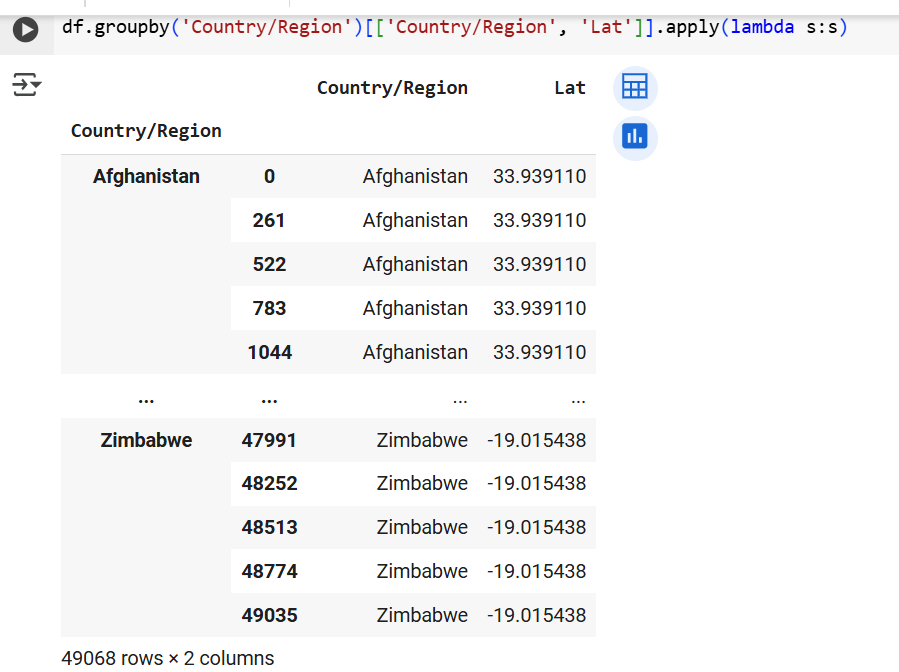 df.groupby('Country/Region')[['Country/Region', 'Lat']].apply(lambda s:s)
Country/Region Lat
Country/Region
Afghanistan 0 Afghanistan 33.939110
261 Afghanistan 33.939110
522 Afghanistan 33.939110
783 Afghanistan 33.939110
1044 Afghanistan 33.939110
... ... ... ...
Zimbabwe 47991 Zimbabwe -19.015438
48252 Zimbabwe -19.015438
48513 Zimbabwe -19.015438
48774 Zimbabwe -19.015438
49035 Zimbabwe -19.015438
49068 rows × 2 columns